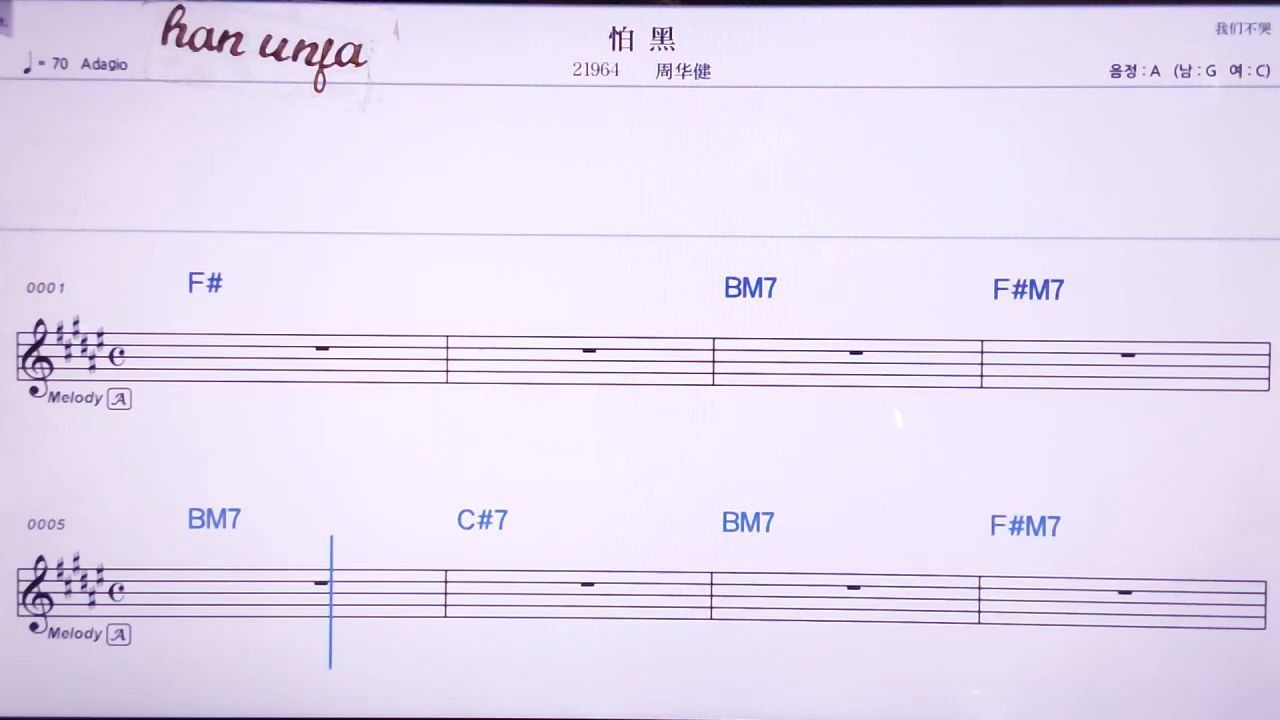 han unfa
怕 黑
我们不哭
♩ = 70 Adagio
21964 周华健
음정 : A (남 : G 여 : C)
0001
F# BM7 F#M7
Melody A
0005
BM7 C#7 BM7 F#M7
Melody A